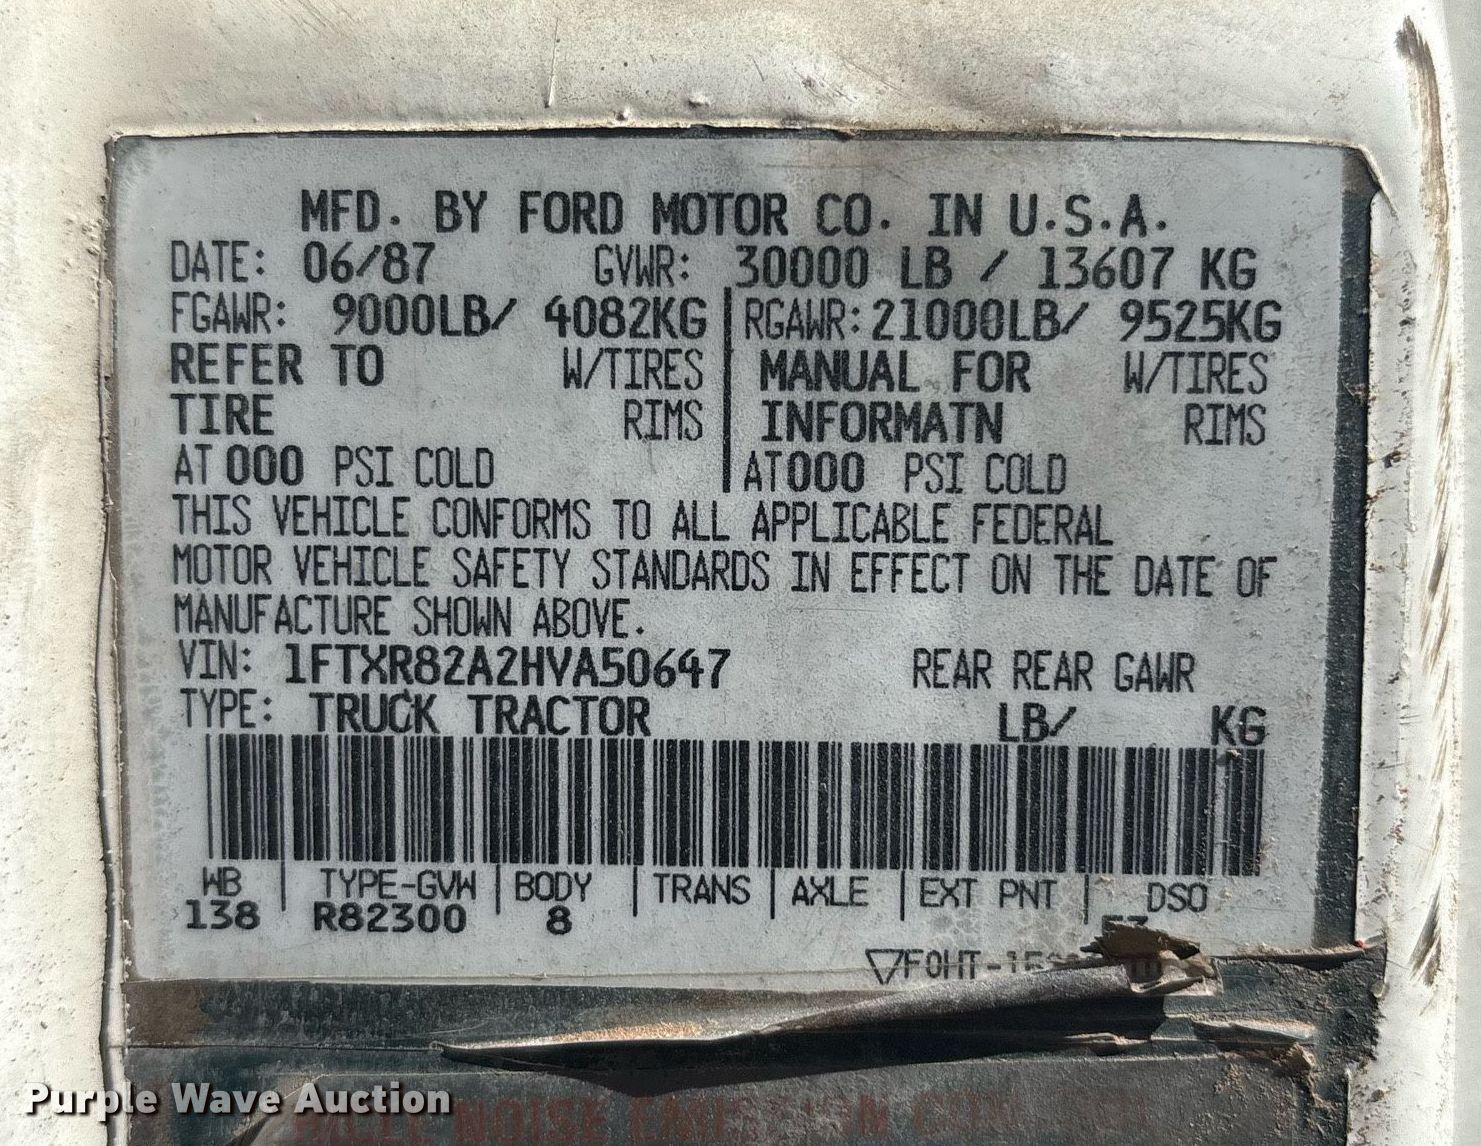 MFD. BY FORD MOTOR CO. IN U.S.A.
DATE: 06/87 GVWR: 30000 LB / 13607 KG
FGAWR: 9000LB/ 4082KG RGAWR: 21000LB/ 9525KG
REFER TO W/TIRES MANUAL FOR W/TIRES
TIRE RIMS INFORMATN RIMS
AT 000 PSI COLD AT 000 PSI COLD
THIS VEHICLE CONFORMS TO ALL APPLICABLE FEDERAL
MOTOR VEHICLE SAFETY STANDARDS IN EFFECT ON THE DATE OF
MANUFACTURE SHOWN ABOVE.
VIN: 1FTXR82A2HVA50647 REAR REAR GAWR
TYPE: TRUCK TRACTOR LB/ KG
WB TYPE-GVW BODY TRANS AXLE EXT PNT DSO
138 R82300 8
Purple Wave Auction
NOISE EMISSION